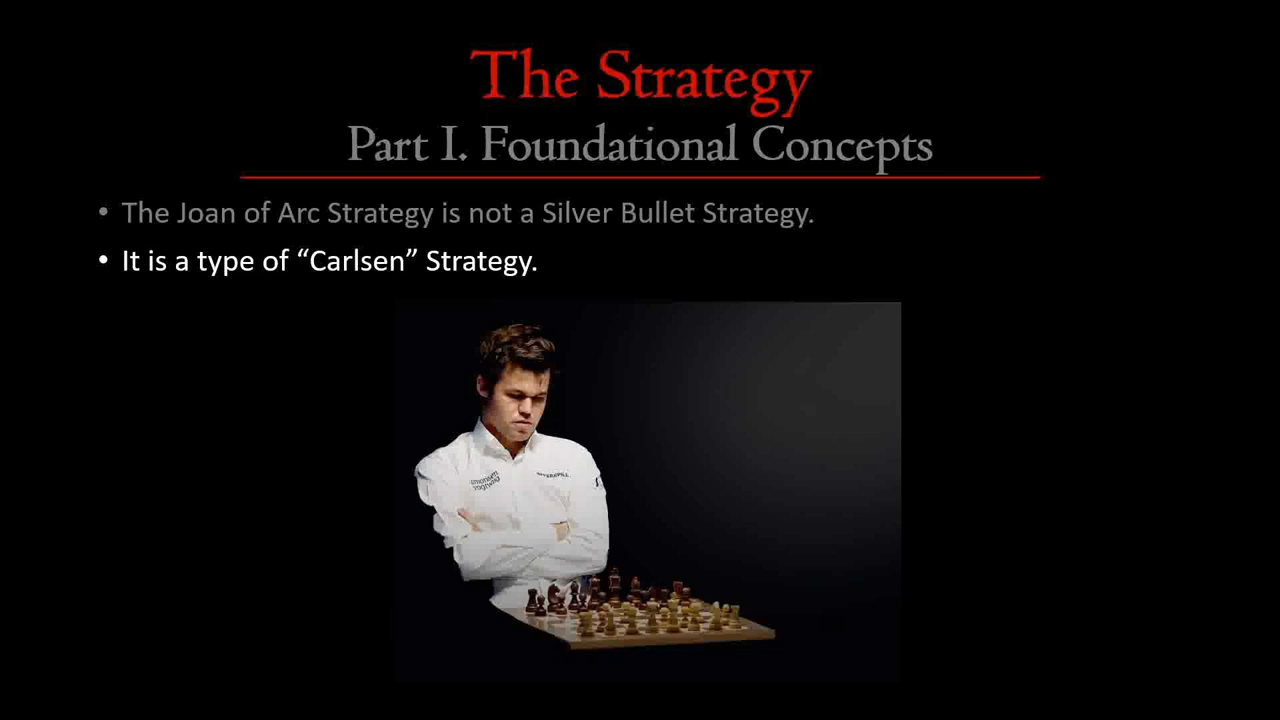 The Strategy
Part I. Foundational Concepts
• The Joan of Arc Strategy is not a Silver Bullet Strategy.
• It is a type of “Carlsen” Strategy.